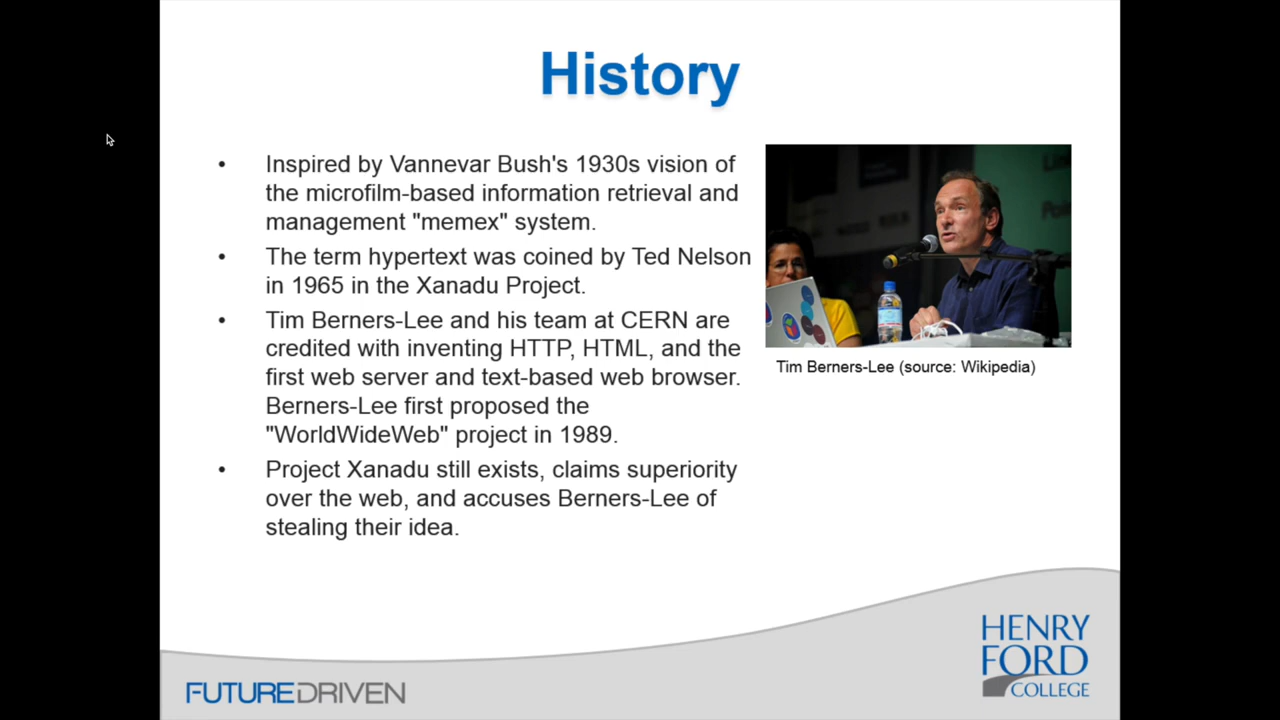 History
• Inspired by Vannevar Bush's 1930s vision of
the microfilm-based information retrieval and
management "memex" system.
• The term hypertext was coined by Ted Nelson
in 1965 in the Xanadu Project.
• Tim Berners-Lee and his team at CERN are
credited with inventing HTTP, HTML, and the
first web server and text-based web browser.
Berners-Lee first proposed the
"WorldWideWeb" project in 1989.
• Project Xanadu still exists, claims superiority
over the web, and accuses Berners-Lee of
stealing their idea.
Tim Berners-Lee (source: Wikipedia)
FUTUREDRIVEN
HENRY
FORD
COLLEGE